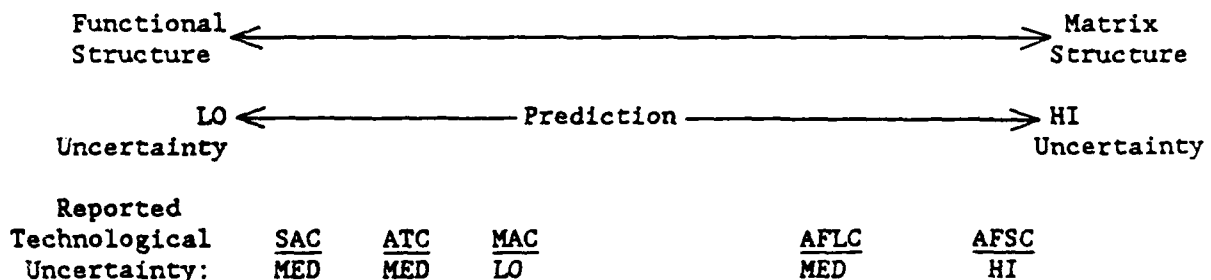 Functional Matrix
Structure Structure
LO Prediction HI
Uncertainty Uncertainty
Reported
Technological SAC ATC MAC AFLC AFSC
Uncertainty: MED MED LO MED HI